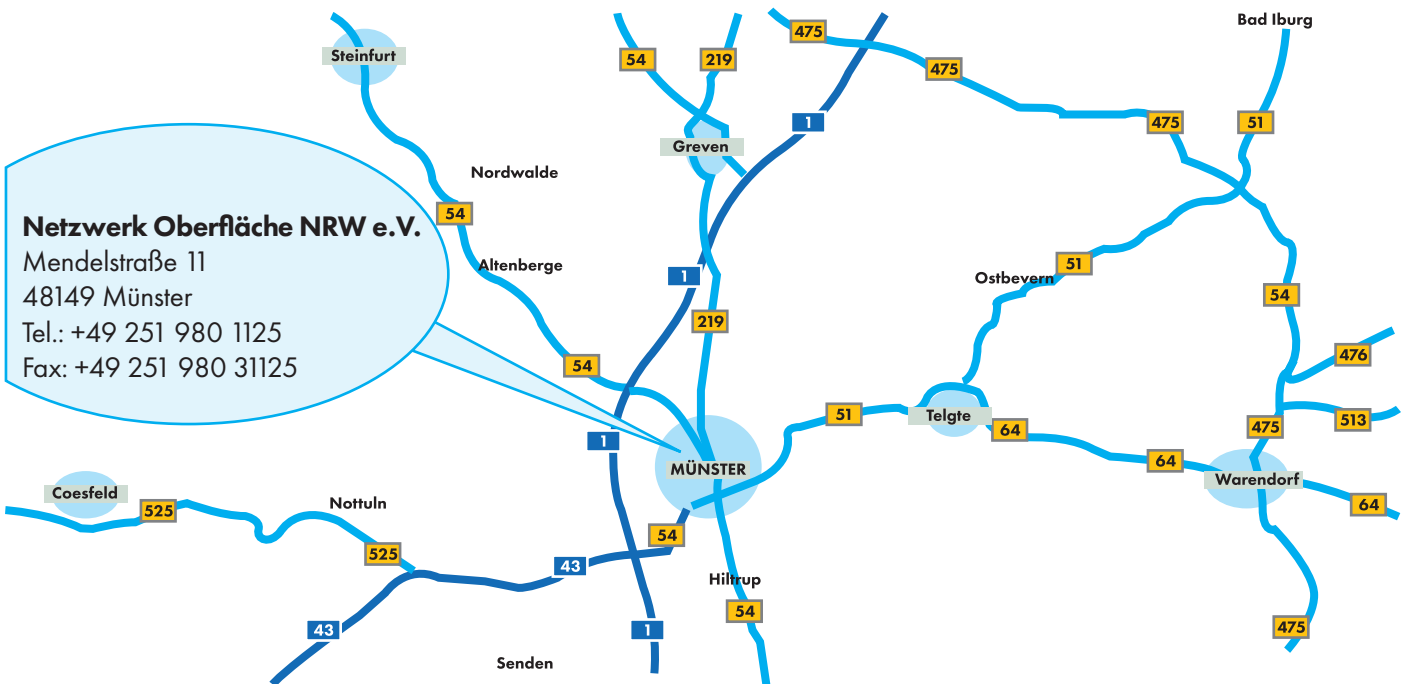 Bad Iburg
475
54
219
Steinfurt
475
1
475
51
Greven
Nordwalde
54
Netzwerk Oberfläche NRW e.V.
Mendelstraße 11
48149 Münster
Tel.: +49 251 980 1125
Fax: +49 251 980 31125
Altenberge
51
1
Ostbevern
54
219
476
54
51
Telgte
513
475
64
1
64
MÜNSTER
Warendorf
Coesfeld
Nottuln
525
64
54
525
43
Hiltrup
54
475
43
1
Senden